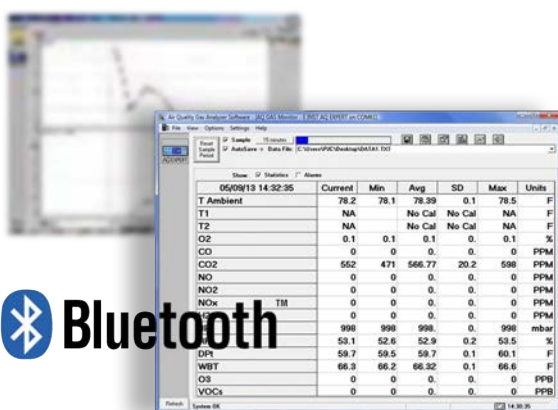 Air Quality Gas Analyzer Software
File View Options Settings Help
Reset Sample Period
Sample 15 minutes
AutoSave -> Data File:
AQ EXPERT
Show: Statistics Alarms
05/09/13 14:32:35 Current Min Avg SD Max Units
T Ambient 78.2 78.1 78.39 0.1 78.5 F
T1 NA No Cal No Cal NA F
T2 NA No Cal No Cal NA F
O2 0.1 0.1 0.1 0. 0.1 %
CO 0 0 0. 0. 0 PPM
CO2 552 471 566.77 20.2 598 PPM
NO 0 0 0. 0. 0 PPM
NO2 0 0 0. 0. 0 PPM
NOx 0 0 0. 0. 0 PPM
TM
Bluetooth
0 0 0. 0. 0 PPM
998 998 998. 0. 998 mbar
53.1 52.6 52.9 0.2 53.5 %
DPt 59.7 59.5 59.7 0.1 60.1 F
WBT 66.3 66.2 66.32 0.1 66.6 F
O3 0 0 0. 0. 0 PPB
VOCs 0 0 0. 0. 0 PPB
Refresh System OK 14:30:35